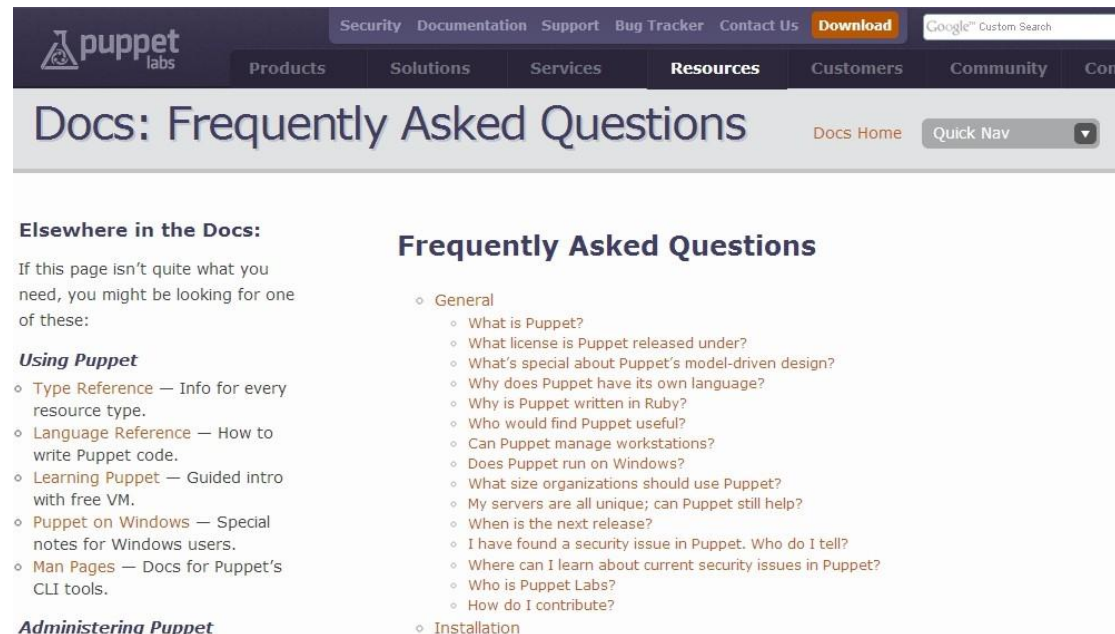 puppet
labs
Security Documentation Support Bug Tracker Contact Us Download
Google™ Custom Search
Products Solutions Services Resources Customers Community
Docs: Frequently Asked Questions
Docs Home
Quick Nav
Elsewhere in the Docs:
If this page isn’t quite what you
need, you might be looking for one
of these:
Using Puppet
Type Reference — Info for every
resource type.
Language Reference — How to
write Puppet code.
Learning Puppet — Guided intro
with free VM.
Puppet on Windows — Special
notes for Windows users.
Man Pages — Docs for Puppet’s
CLI tools.
Administering Puppet
Frequently Asked Questions
General
What is Puppet?
What license is Puppet released under?
What’s special about Puppet’s model-driven design?
Why does Puppet have its own language?
Why is Puppet written in Ruby?
Who would find Puppet useful?
Can Puppet manage workstations?
Does Puppet run on Windows?
What size organizations should use Puppet?
My servers are all unique; can Puppet still help?
When is the next release?
I have found a security issue in Puppet. Who do I tell?
Where can I learn about current security issues in Puppet?
Who is Puppet Labs?
How do I contribute?
Installation